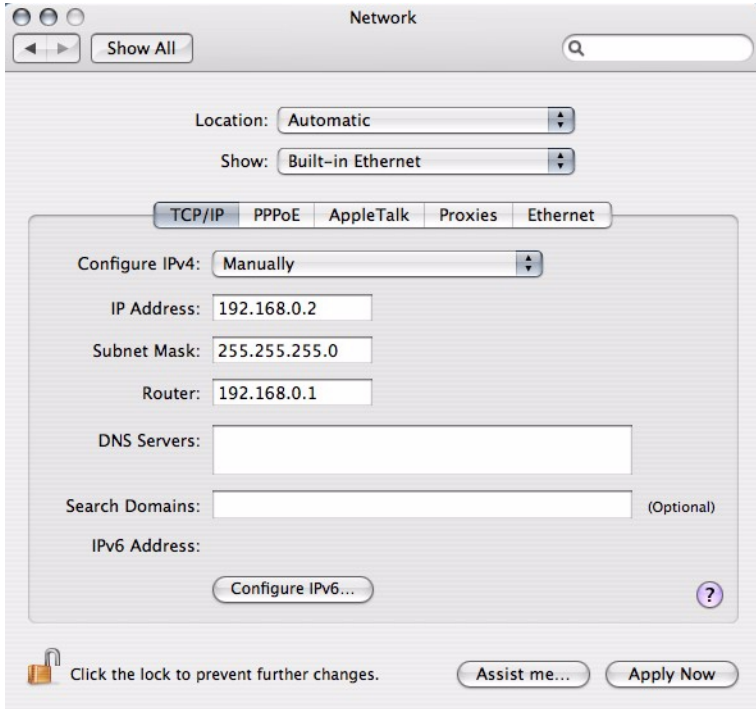 Network
Show All
Location: Automatic
Show: Built-in Ethernet
TCP/IP PPPoE AppleTalk Proxies Ethernet
Configure IPv4: Manually
IP Address: 192.168.0.2
Subnet Mask: 255.255.255.0
Router: 192.168.0.1
DNS Servers:
Search Domains: (Optional)
IPv6 Address:
Configure IPv6...
?
Click the lock to prevent further changes. Assist me... Apply Now